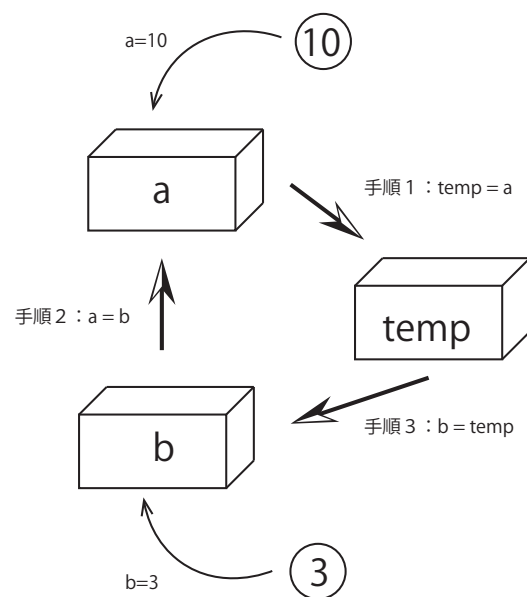 a=10
10
a
手順1：temp = a
手順2：a = b
temp
b
手順3：b = temp
b=3
3